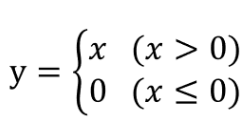 y = { x (x > 0)
0 (x ≤ 0)